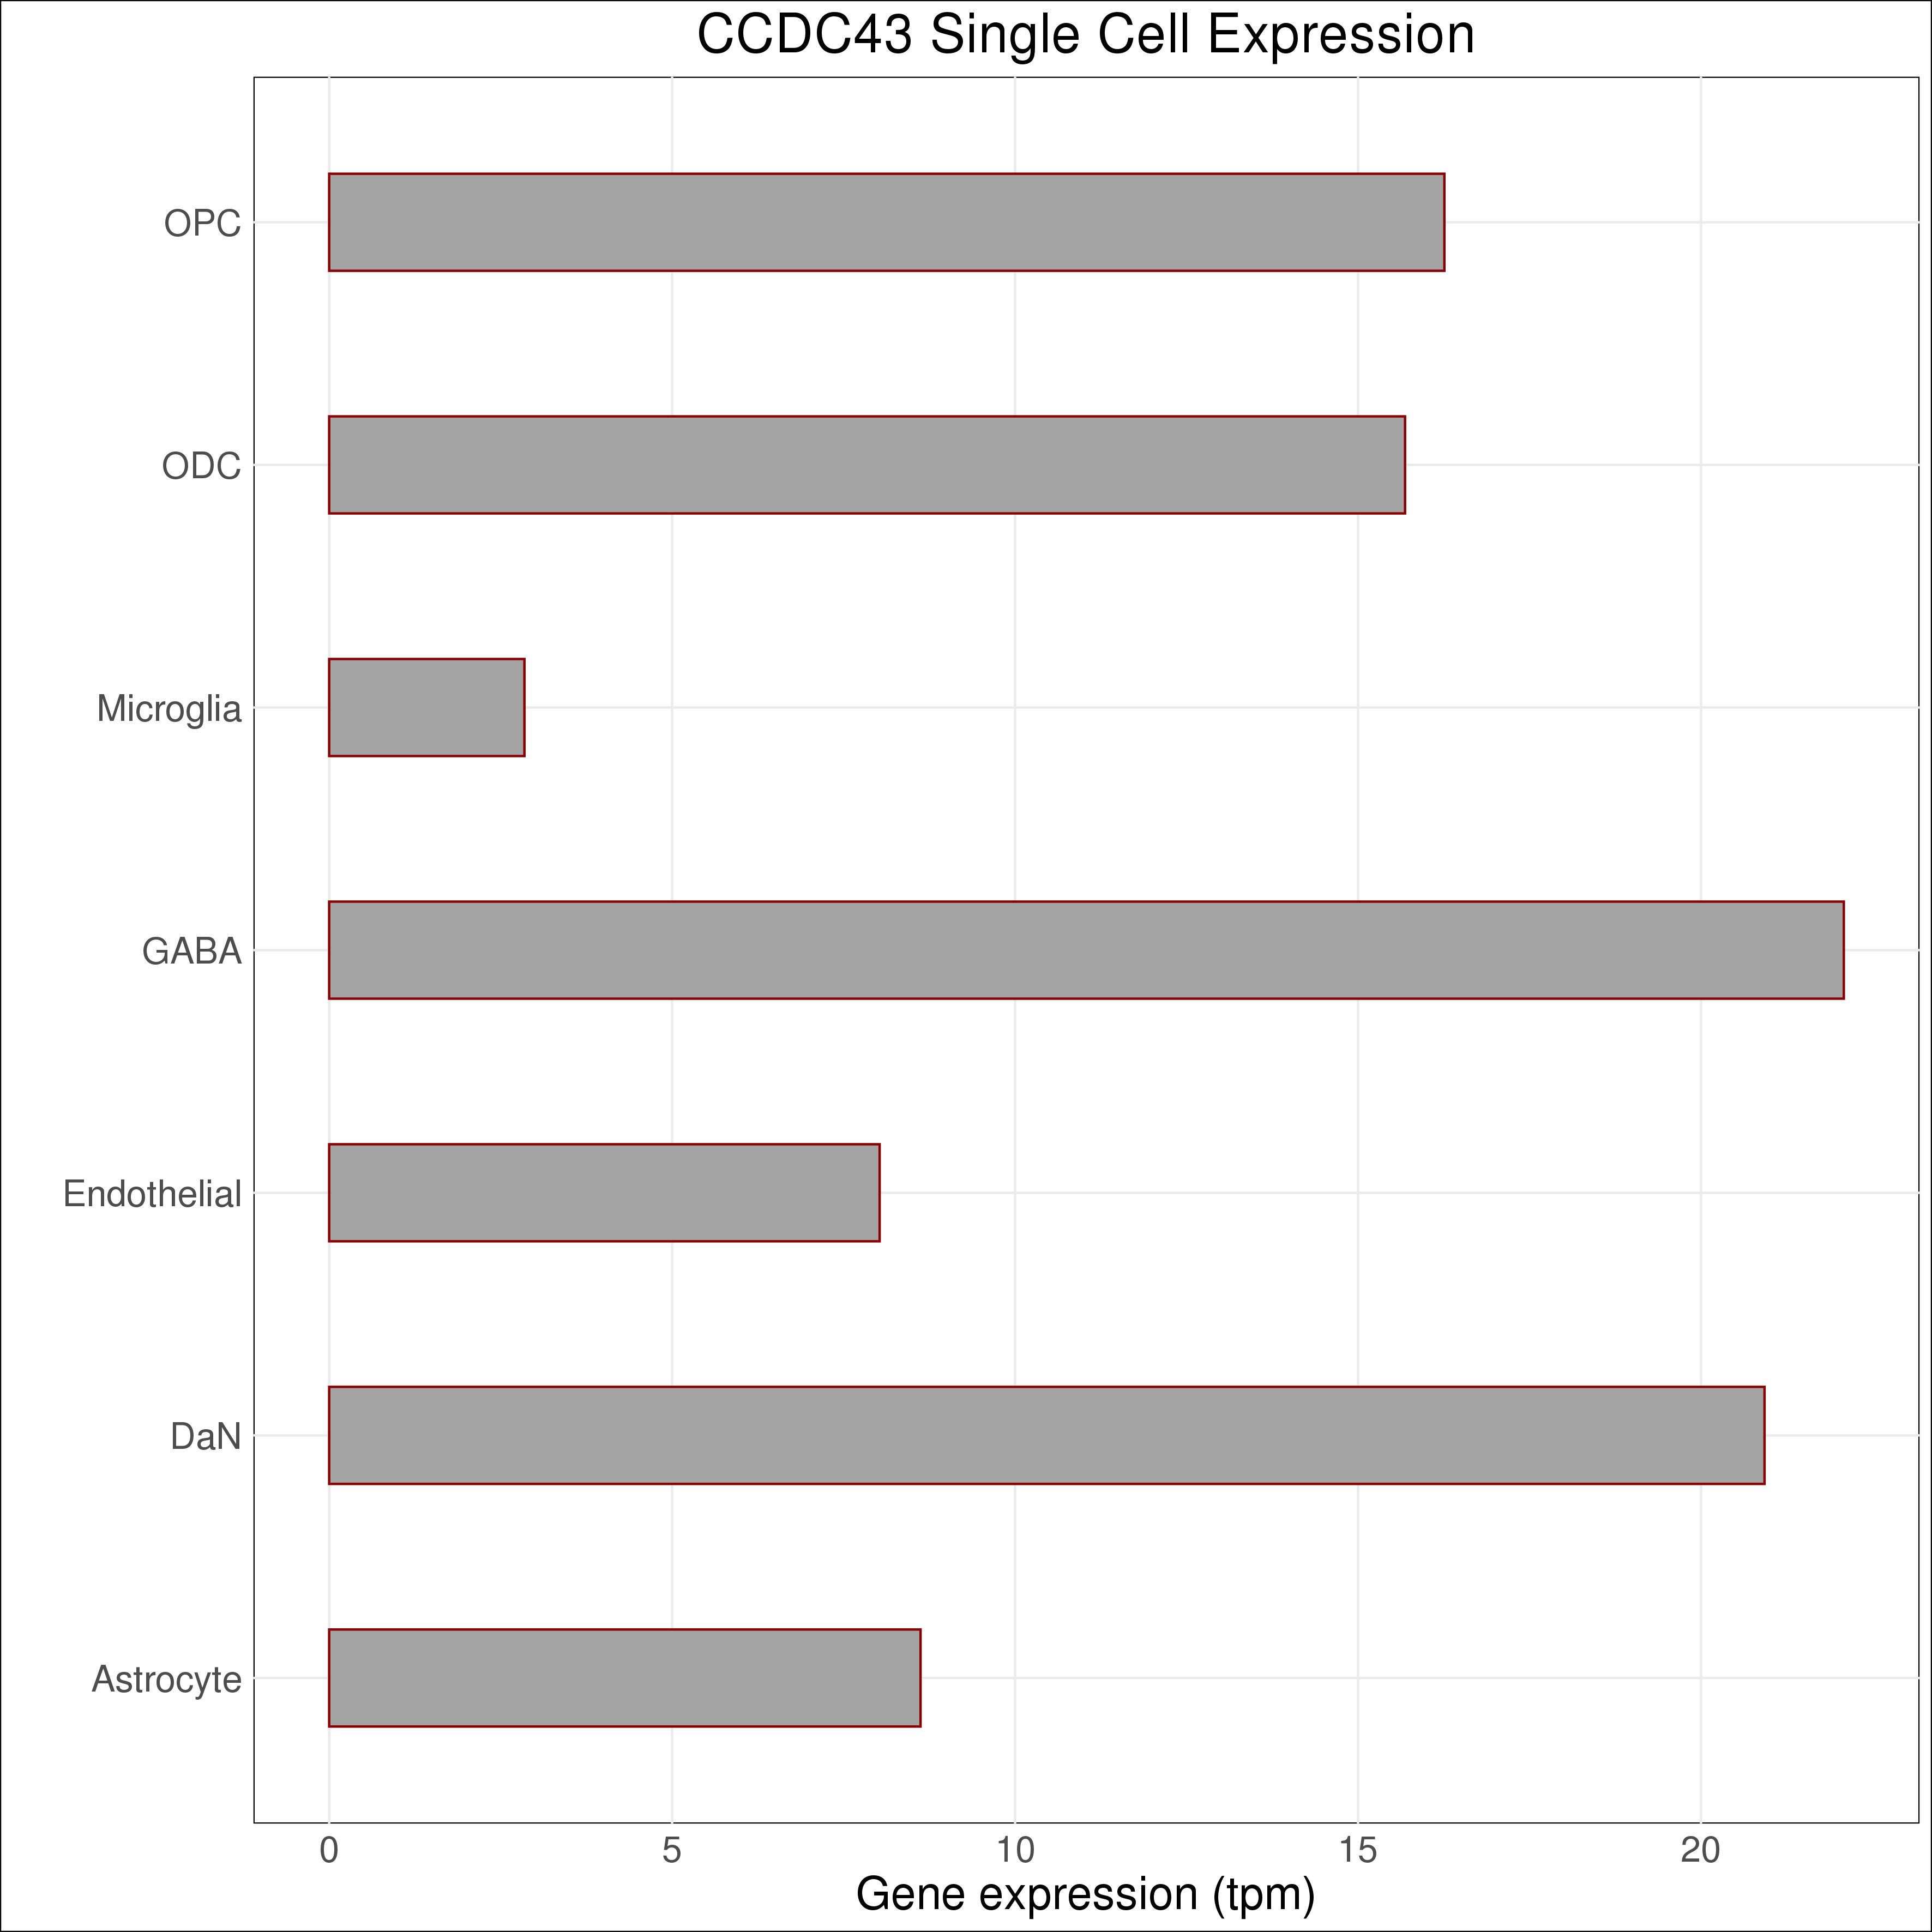 CCDC43 Single Cell Expression
OPC
ODC
Microglia
GABA
Endothelial
DaN
Astrocyte
0 5 10 15 20
Gene expression (tpm)